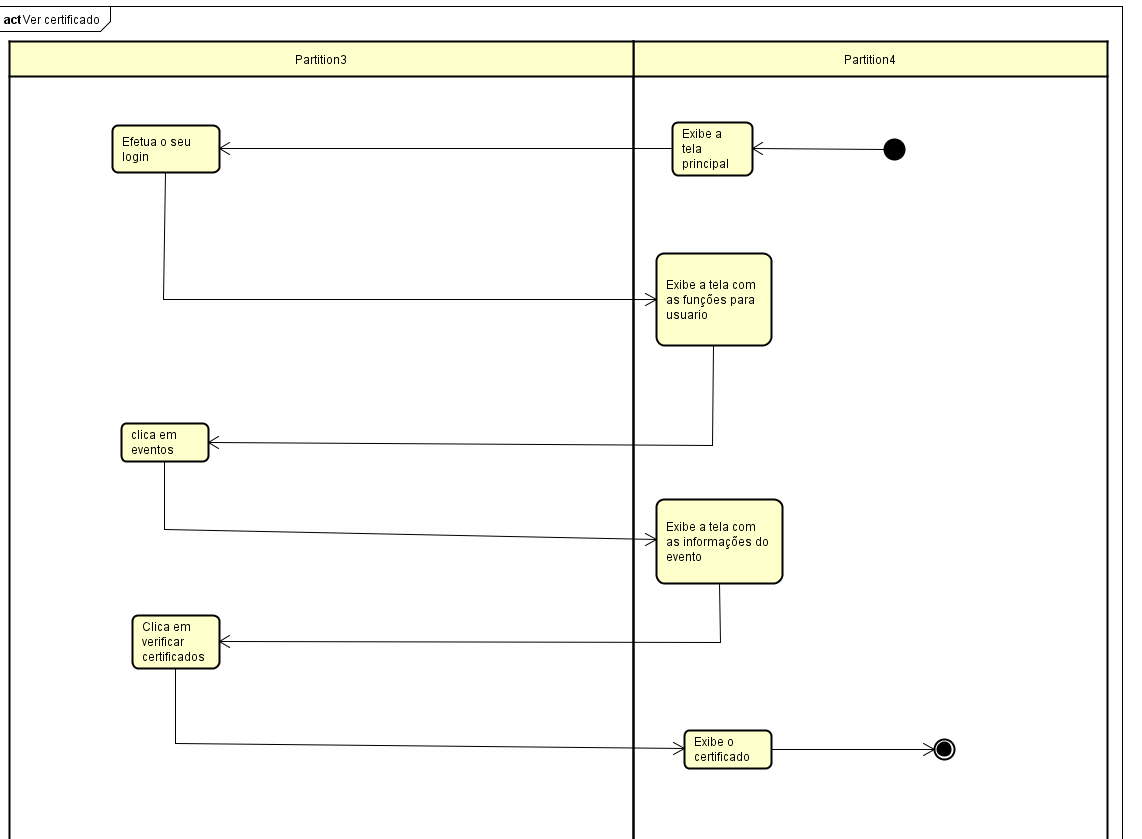 act Ver certificado
Partition3
Partition4
Efetua o seu
login
Exibe a
tela
principal
Exibe a tela com
as funções para
usuario
clica em
eventos
Exibe a tela com
as informações do
evento
Clica em
verificar
certificados
Exibe o
certificado